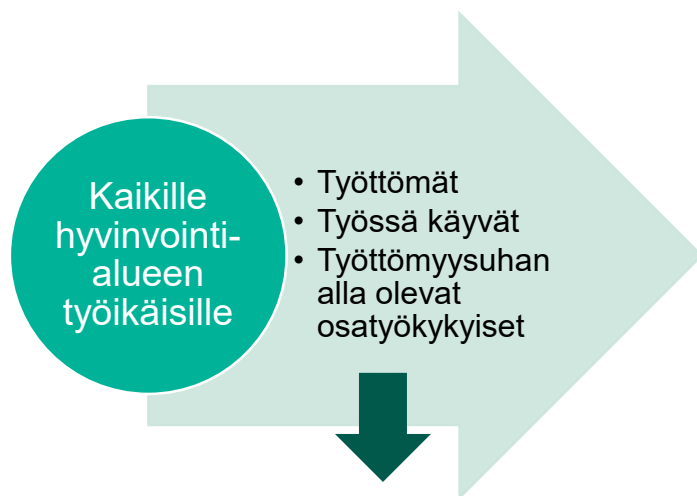 Kaikille
hyvinvointi-
alueen
työikäisille
• Työttömät
• Työssä käyvät
• Työttömyysuhan
alla olevat
osatyökykyiset